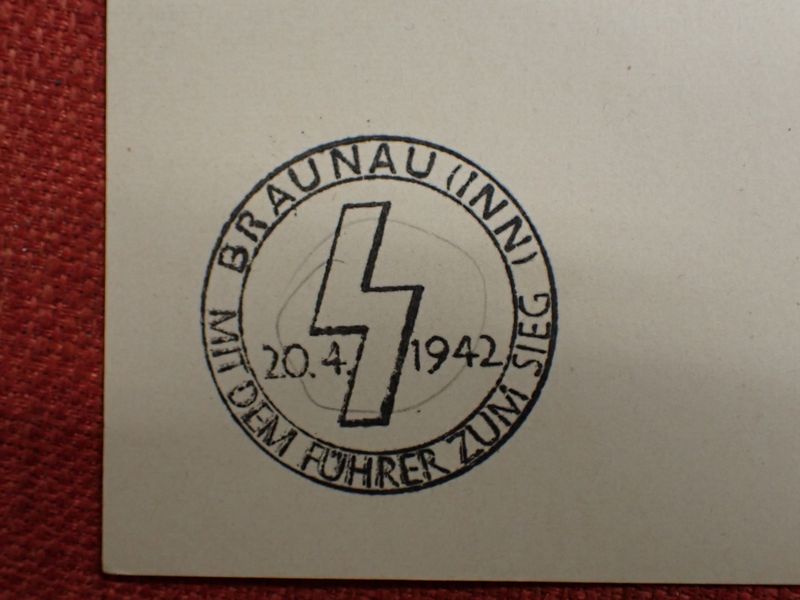 BRAUNAU (INN)
20.4. 1942
MIT DEM FÜHRER ZUM SIEG